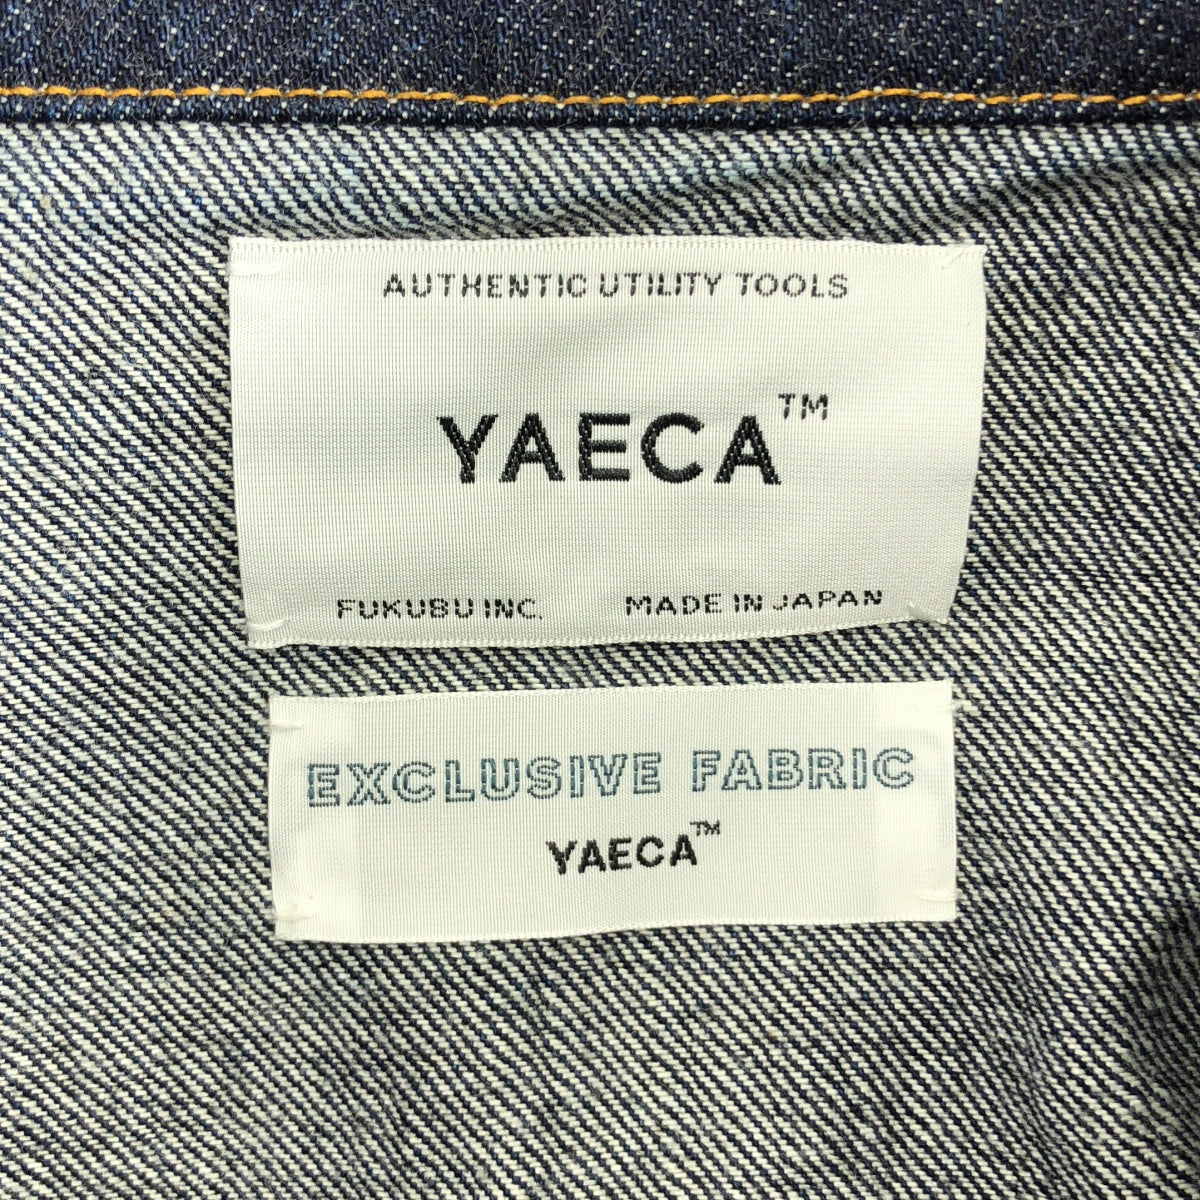 AUTHENTIC UTILITY TOOLS
YAECA™
FUKUBU INC. MADE IN JAPAN
EXCLUSIVE FABRIC
YAECA™